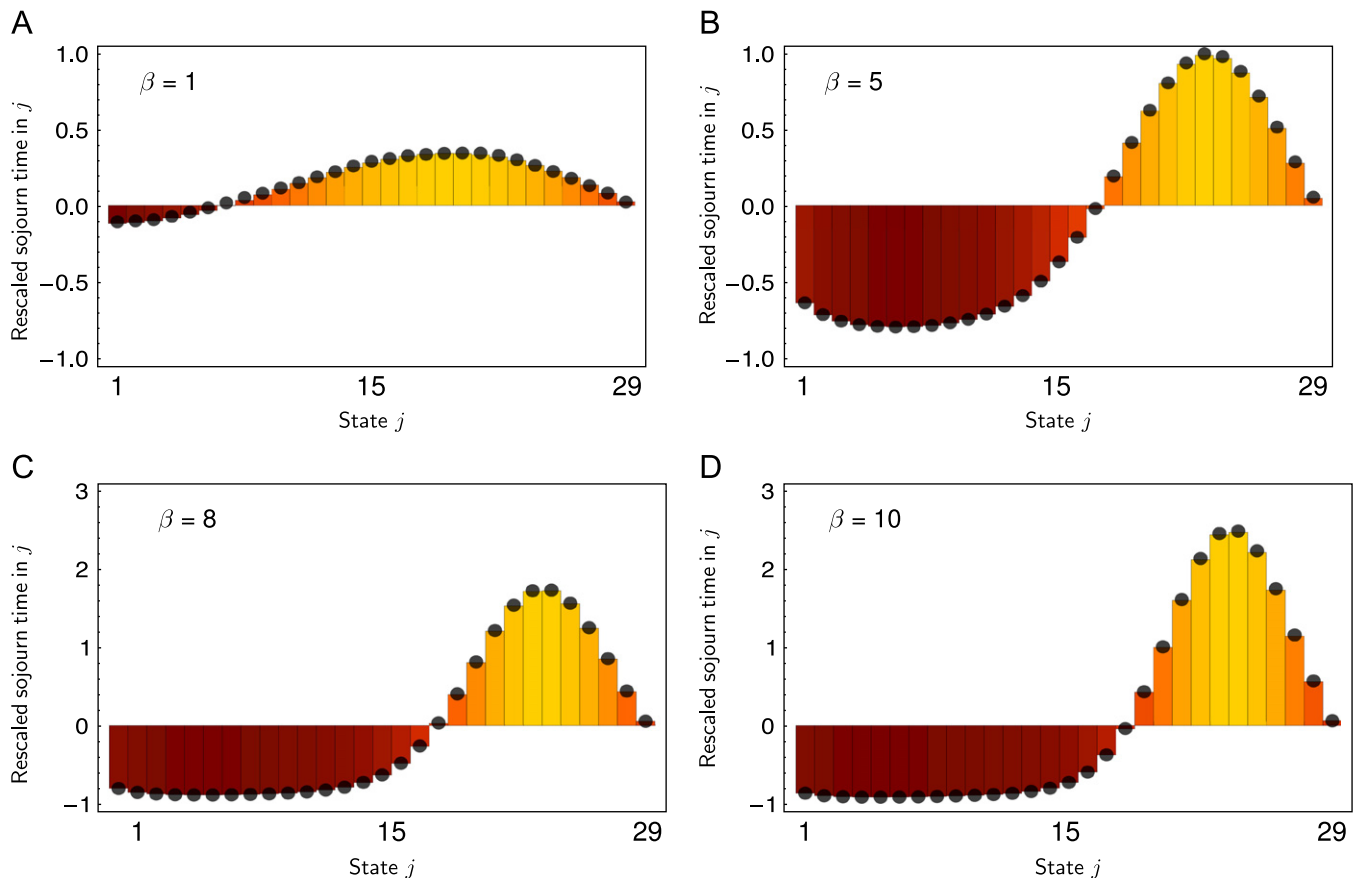 A
B
Rescaled sojourn time in j
1.0
0.5
0.0
−0.5
−1.0
β = 1
1
15
29
State j
Rescaled sojourn time in j
1.0
0.5
0.0
−0.5
−1.0
β = 5
1
15
29
State j
C
D
Rescaled sojourn time in j
3
2
1
0
−1
β = 8
1
15
29
State j
Rescaled sojourn time in j
3
2
1
0
−1
β = 10
1
15
29
State j